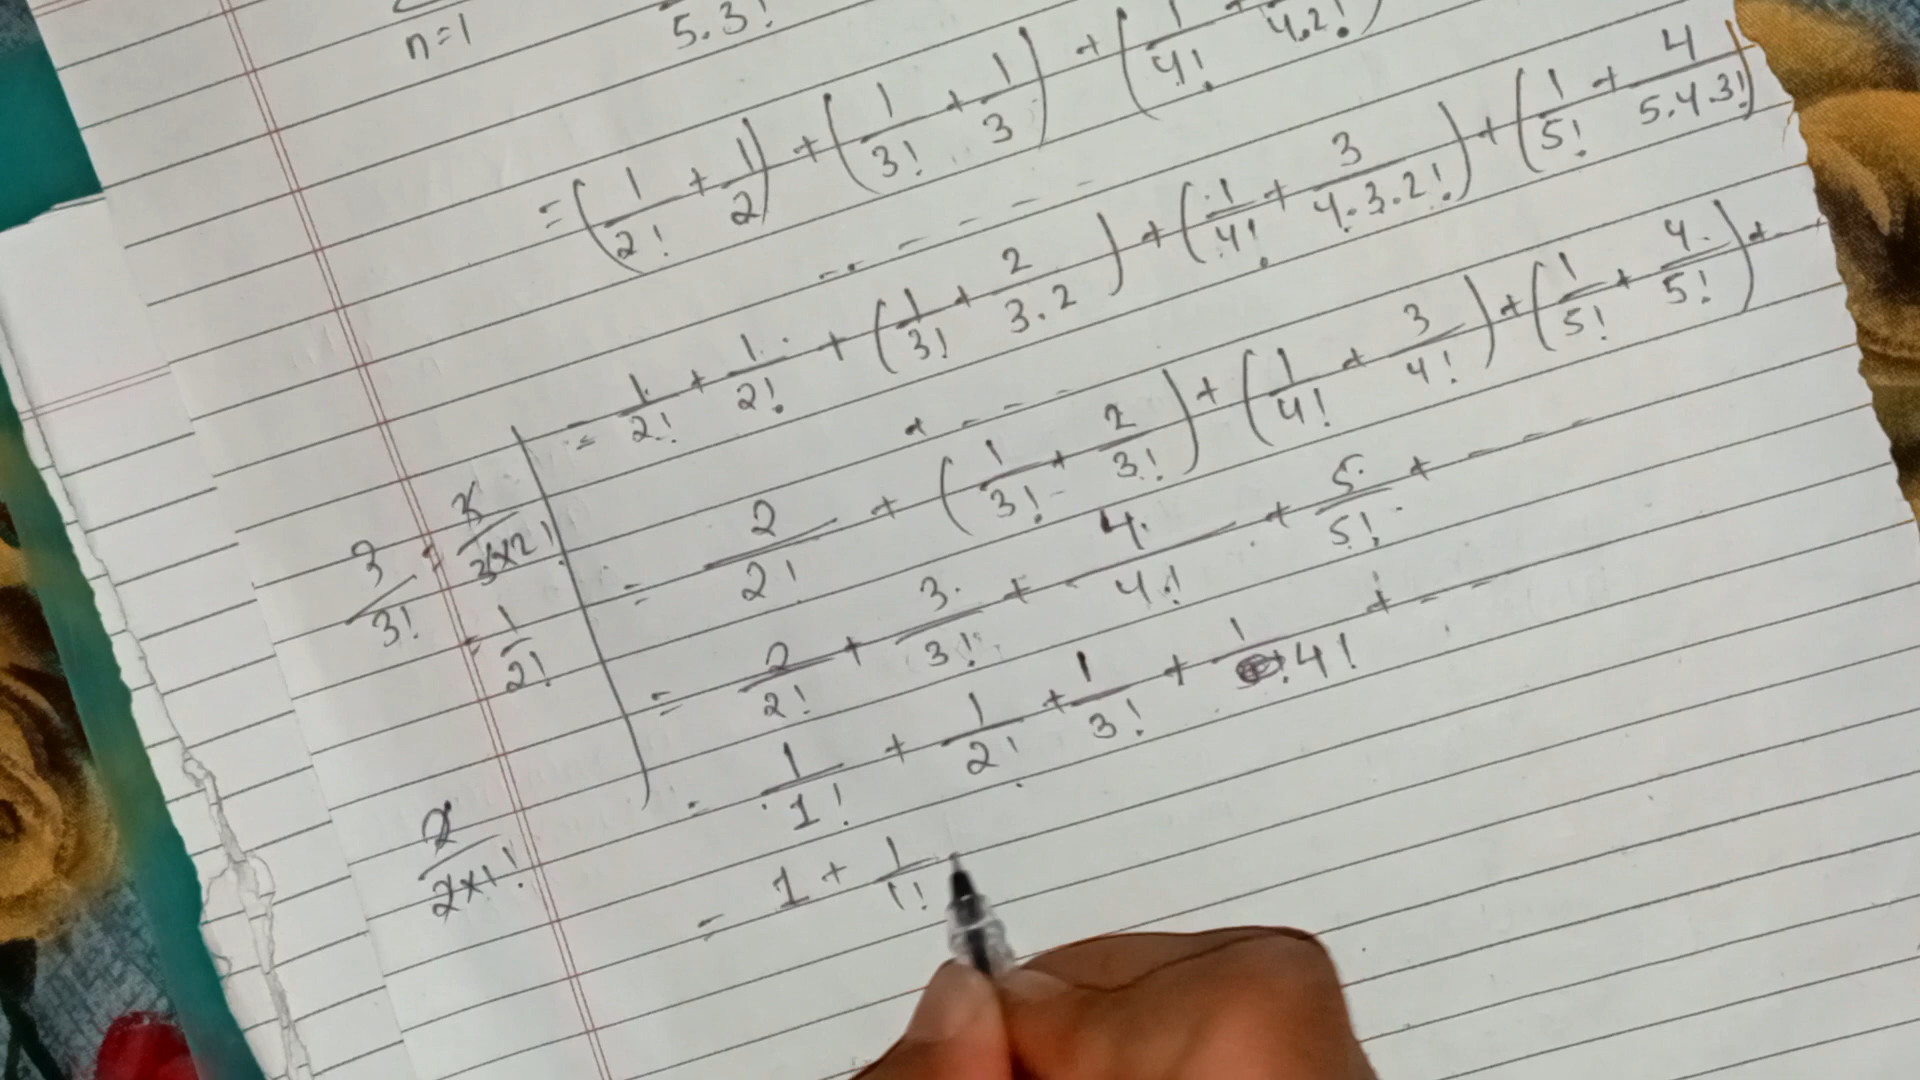 n=1 5.3!
= (1/2! + 1/2) + (1/3! + 1/3) + (1/4! + 1/4.2!)
- - - - -
= 1/2! + 1/2! + (1/3! + 2/3.2) + (1/4! + 3/4.3.2!) + (1/5! + 4/5.4.3!)
+ - - - -
= 2/2! + (1/3! + 2/3!) + (1/4! + 3/4!) + (1/5! + 4/5!) + - - -
= 2/2! + 3/3! + 4/4! + 5/5! + - - - -
= 1/1! + 1/2! + 1/3! + 1/4! + - - -
= 1 + 1/1!
3/3! = 3/3×2!
= 1/2!
2/2×1!